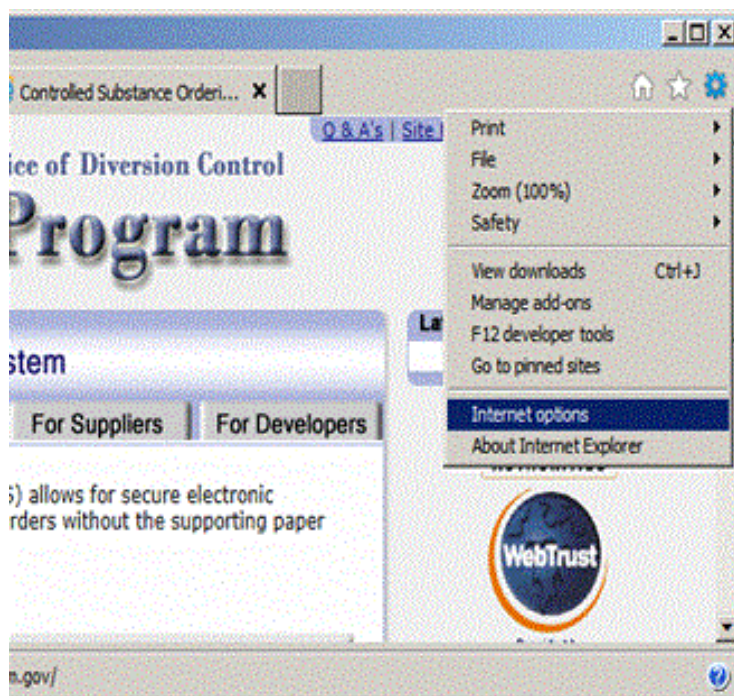 Controlled Substance Orderi...
Q & A's | Site
ice of Diversion Control
Program
Print
File
Zoom (100%)
Safety
View downloads Ctrl+J
Manage add-ons
F12 developer tools
Go to pinned sites
Internet options
About Internet Explorer
La
stem
For Suppliers For Developers
S) allows for secure electronic
rders without the supporting paper
WebTrust
n.gov/